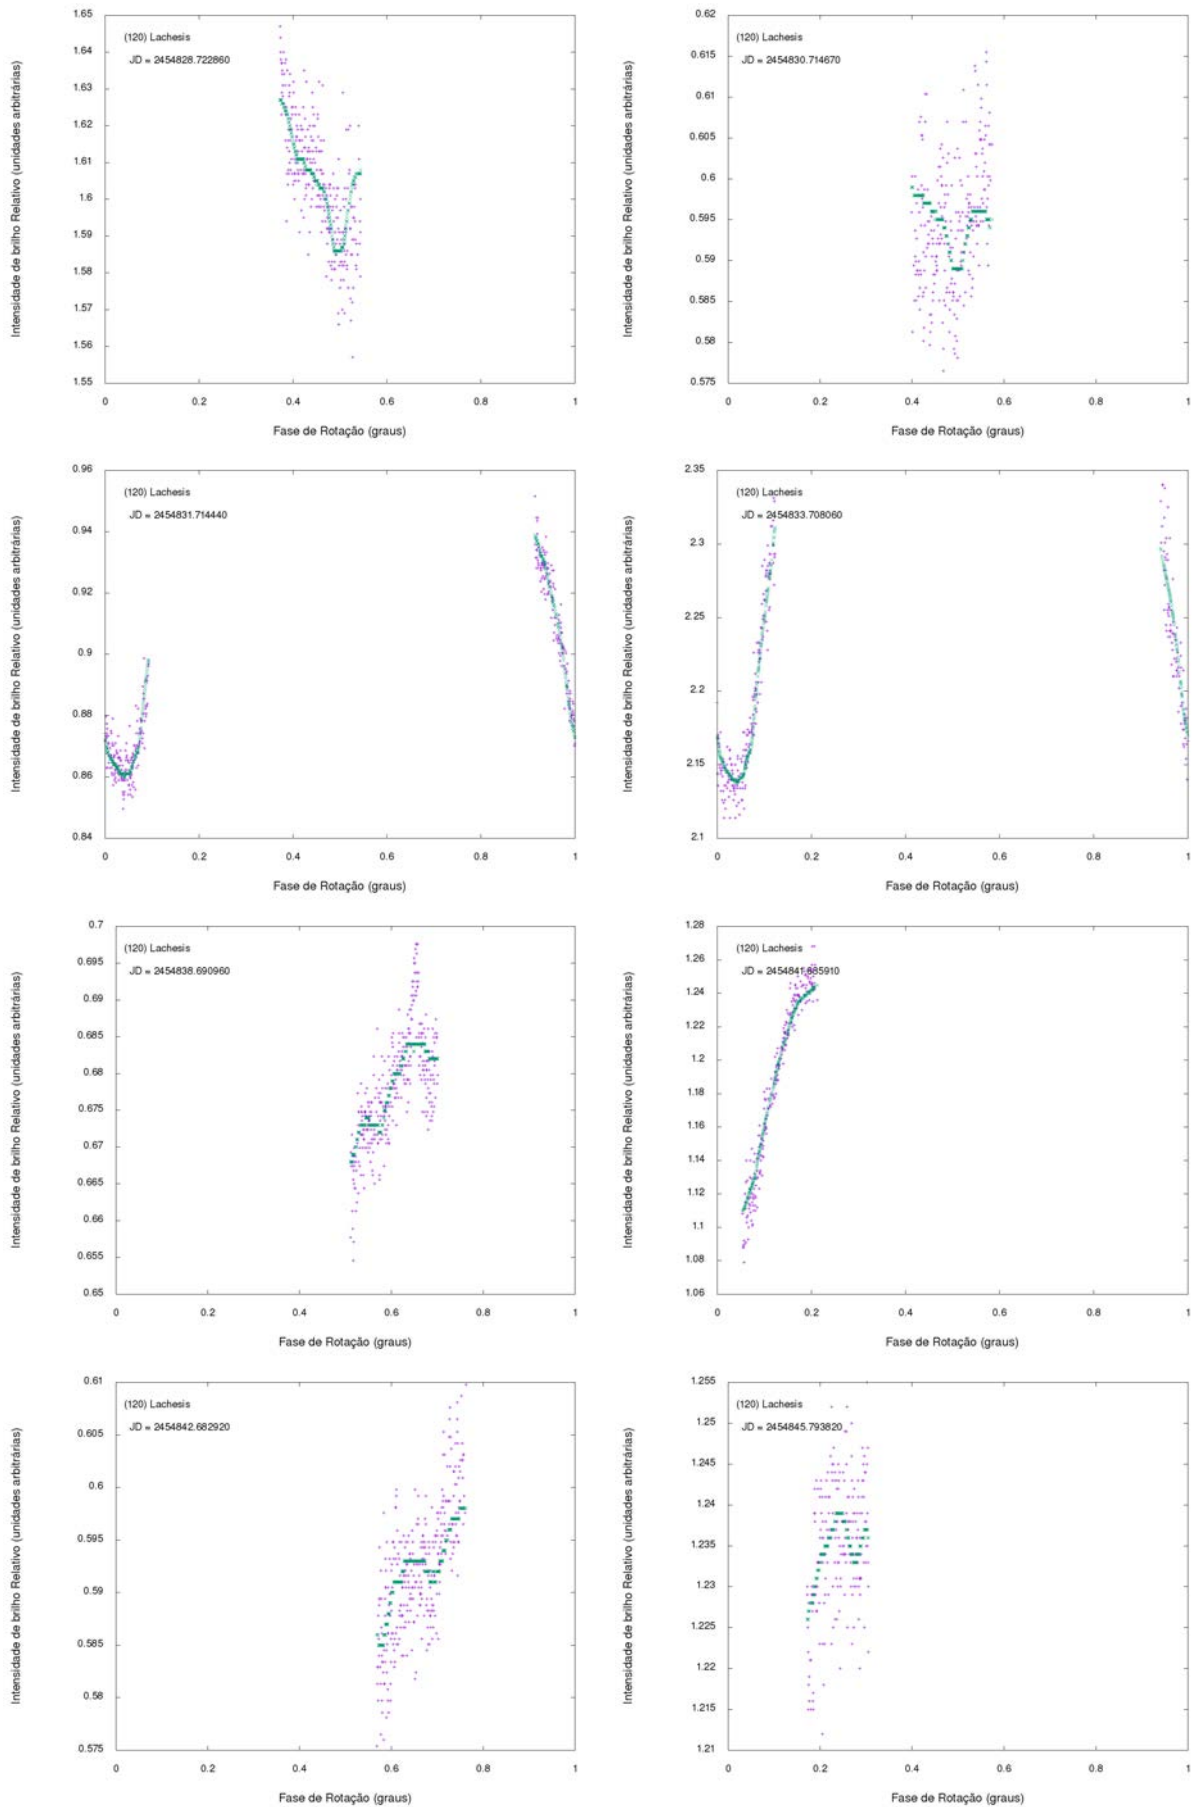 1.65
1.64
1.63
1.62
1.61
1.6
1.59
1.58
1.57
1.56
1.55
(120) Lachesis
JD = 2454828.722860
0 0.2 0.4 0.6 0.8 1
Fase de Rotação (graus)
Intensidade de brilho Relativo (unidades arbitrárias)
0.62
0.615
0.61
0.605
0.6
0.595
0.59
0.585
0.58
0.575
(120) Lachesis
JD = 2454830.714670
0 0.2 0.4 0.6 0.8 1
Fase de Rotação (graus)
Intensidade de brilho Relativo (unidades arbitrárias)
0.96
0.94
0.92
0.9
0.88
0.86
0.84
(120) Lachesis
JD = 2454831.714440
0 0.2 0.4 0.6 0.8 1
Fase de Rotação (graus)
Intensidade de brilho Relativo (unidades arbitrárias)
2.35
2.3
2.25
2.2
2.15
2.1
(120) Lachesis
JD = 2454833.708060
0 0.2 0.4 0.6 0.8 1
Fase de Rotação (graus)
Intensidade de brilho Relativo (unidades arbitrárias)
0.7
0.695
0.69
0.685
0.68
0.675
0.67
0.665
0.66
0.655
0.65
(120) Lachesis
JD = 2454838.690960
0 0.2 0.4 0.6 0.8 1
Fase de Rotação (graus)
Intensidade de brilho Relativo (unidades arbitrárias)
1.28
1.26
1.24
1.22
1.2
1.18
1.16
1.14
1.12
1.1
1.08
1.06
(120) Lachesis
JD = 2454841.685910
0 0.2 0.4 0.6 0.8 1
Fase de Rotação (graus)
Intensidade de brilho Relativo (unidades arbitrárias)
0.61
0.605
0.6
0.595
0.59
0.585
0.58
0.575
(120) Lachesis
JD = 2454842.682920
0 0.2 0.4 0.6 0.8 1
Fase de Rotação (graus)
Intensidade de brilho Relativo (unidades arbitrárias)
1.255
1.25
1.245
1.24
1.235
1.23
1.225
1.22
1.215
1.21
(120) Lachesis
JD = 2454845.793820
0 0.2 0.4 0.6 0.8 1
Fase de Rotação (graus)
Intensidade de brilho Relativo (unidades arbitrárias)